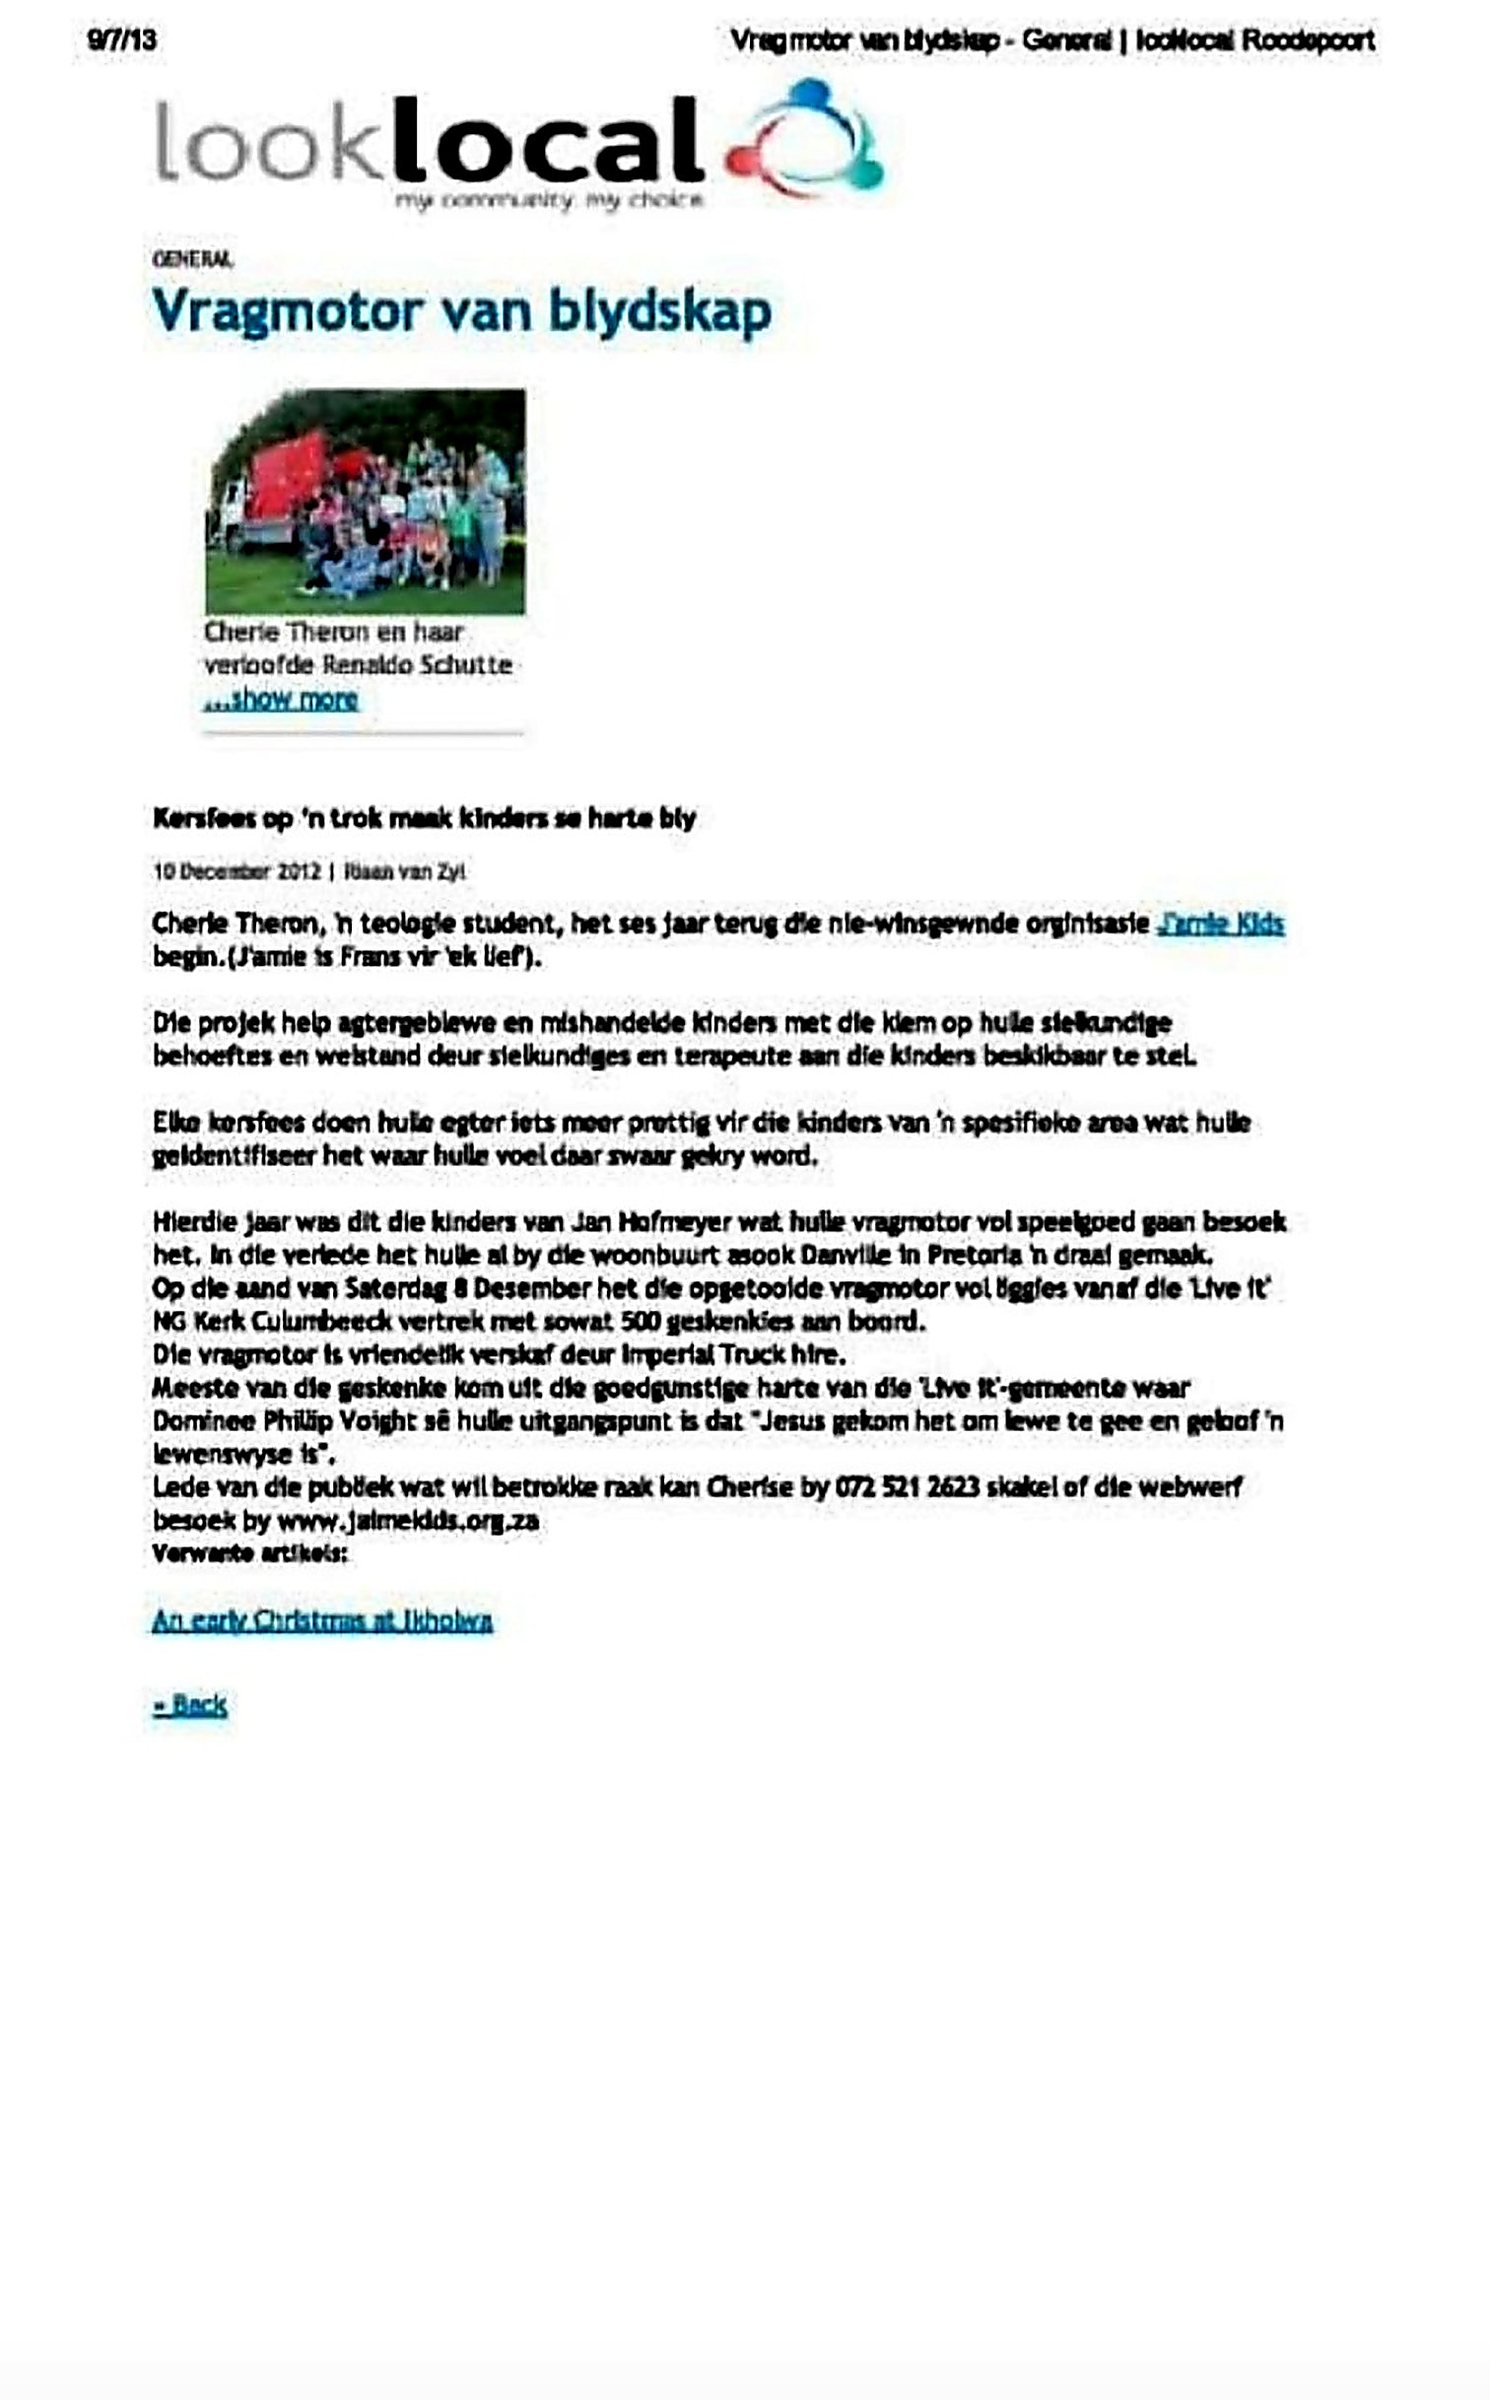 9/7/13
Vragmotor van blydskap - General | looklocal Roodepoort
looklocal
my community. my choice
GENERAL
Vragmotor van blydskap
Cherie Theron en haar
verloofde Renaldo Schutte
...show more
Kersfees op 'n trok maak kinders se harte bly
10 December 2012 | Riaan van Zyl
Cherie Theron, 'n teologie student, het ses jaar terug die nie-winsgewnde orginisasie J'amie Kids
begin.(J'amie is Frans vir 'ek lief').
Die projek help agtergeblewe en mishandelde kinders met die klem op hulle sielkundige
behoeftes en welstand deur sielkundiges en terapeute aan die kinders beskikbaar te stel.
Elke kersfees doen hulle egter iets meer prettig vir die kinders van 'n spesifieke area wat hulle
geïdentifiseer het waar hulle voel daar swaar gekry word.
Hierdie jaar was dit die kinders van Jan Hofmeyer wat hulle vragmotor vol speelgoed gaan besoek
het. In die verlede het hulle al by die woonbuurt asook Danville in Pretoria 'n draai gemaak.
Op die aand van Saterdag 8 Desember het die opgetooide vragmotor vol liggies vanaf die 'Live it'
NG Kerk Culumbeeck vertrek met sowat 500 geskenkies aan boord.
Die vragmotor is vriendelik verskaf deur Imperial Truck hire.
Meeste van die geskenke kom uit die goedgunstige harte van die 'Live it'-gemeente waar
Dominee Phillip Voight sê hulle uitgangspunt is dat "Jesus gekom het om lewe te gee en geloof 'n
lewenswyse is".
Lede van die publiek wat wil betrokke raak kan Cherise by 072 521 2623 skakel of die webwerf
besoek by www.jaimekids.org.za
Verwante artikels:
An early Christmas at Ikholwa
« Back